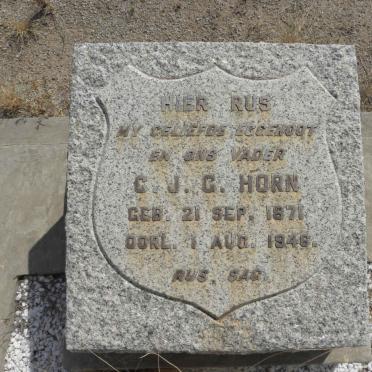 HIER RUS
MY GELIEFDE EGGENOOT
EN ONS VADER
C. J. C. HORN
GEB. 21 SEP. 1871
OORL. 1 AUG. 1946.
RUS. SAG.